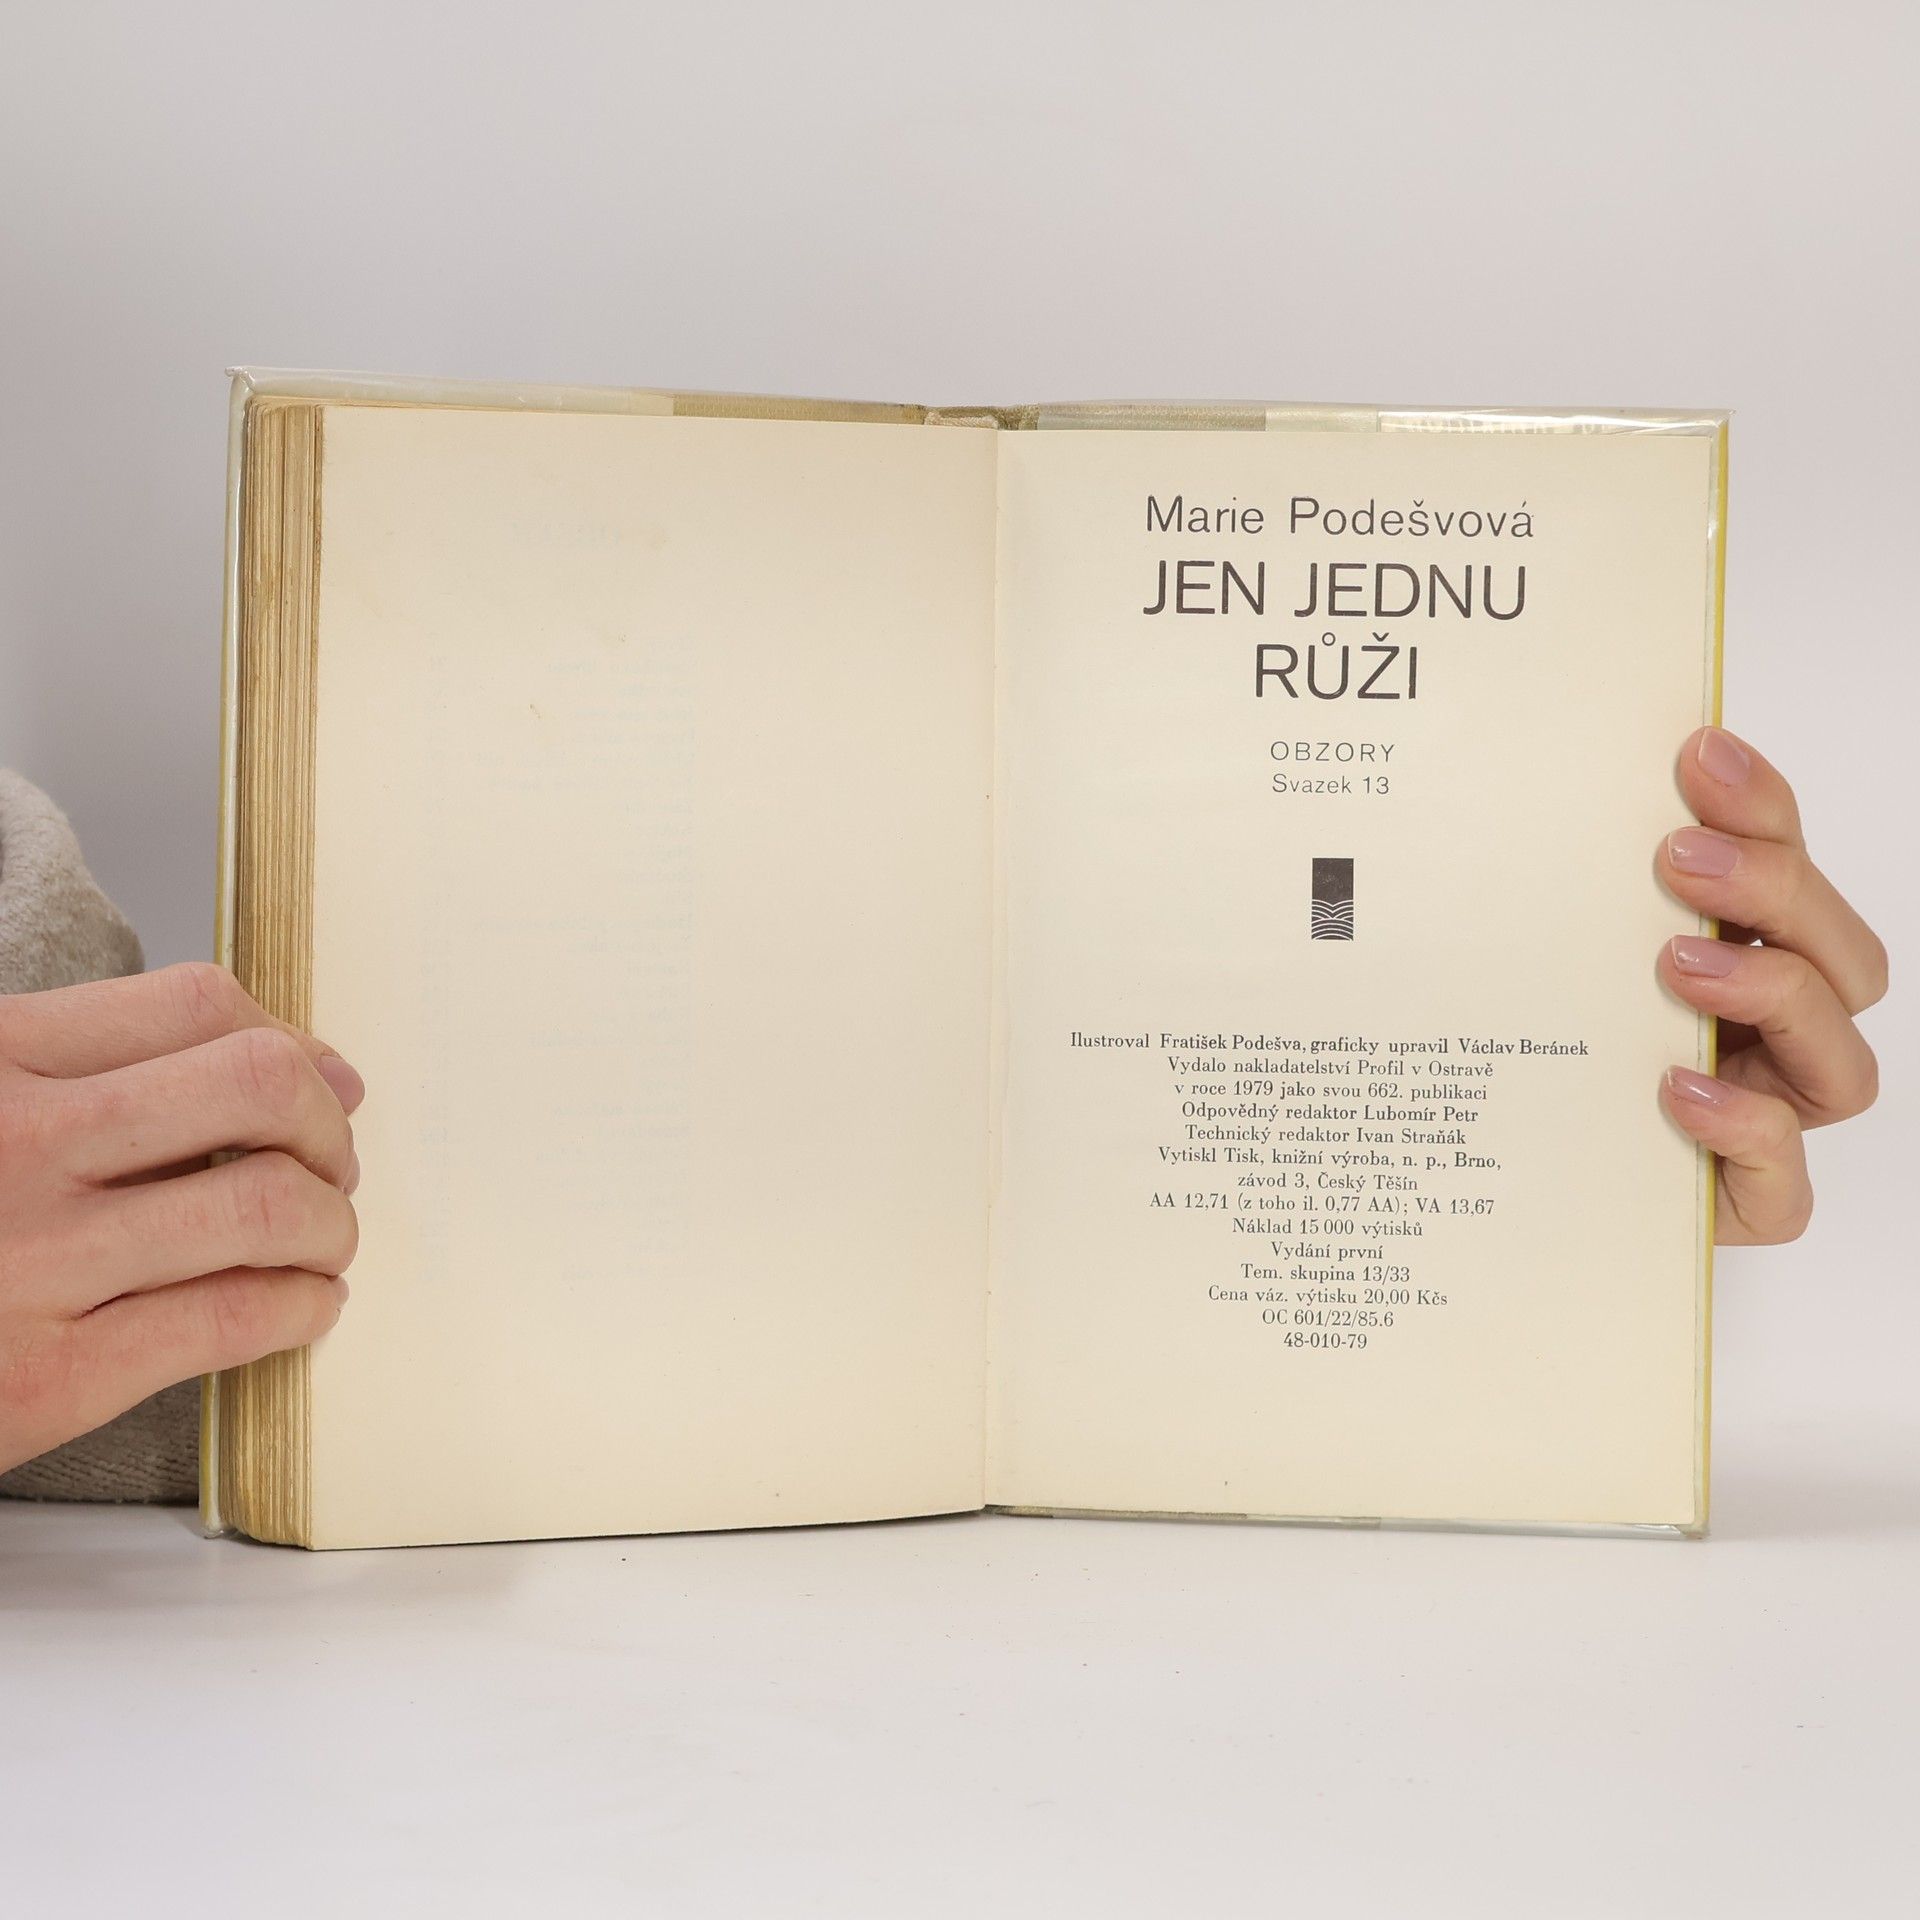 Marie Podešvová
JEN JEDNU
RŮŽI
OBZORY
Svazek 13
Ilustroval Fratišek Podešva, graficky upravil Václav Beránek
Vydalo nakladatelství Profil v Ostravě
v roce 1979 jako svou 662. publikaci
Odpovědný redaktor Lubomír Petr
Technický redaktor Ivan Straňák
Vytiskl Tisk, knižní výroba, n. p., Brno,
závod 3, Český Těšín
AA 12,71 (z toho il. 0,77 AA); VA 13,67
Náklad 15 000 výtisků
Vydání první
Tem. skupina 13/33
Cena váz. výtisku 20,00 Kčs
OC 601/22/85.6
48-010-79